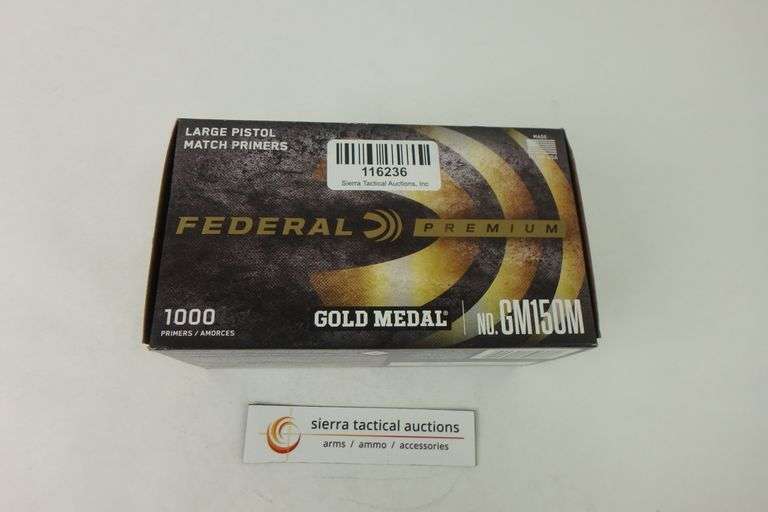 LARGE PISTOL
MATCH PRIMERS
116236
Sierra Tactical Auctions, Inc
MADE
FEDERAL PREMIUM
1000
PRIMERS / AMORCES
GOLD MEDAL®
NO. GM150M
sierra tactical auctions
arms / ammo / accessories